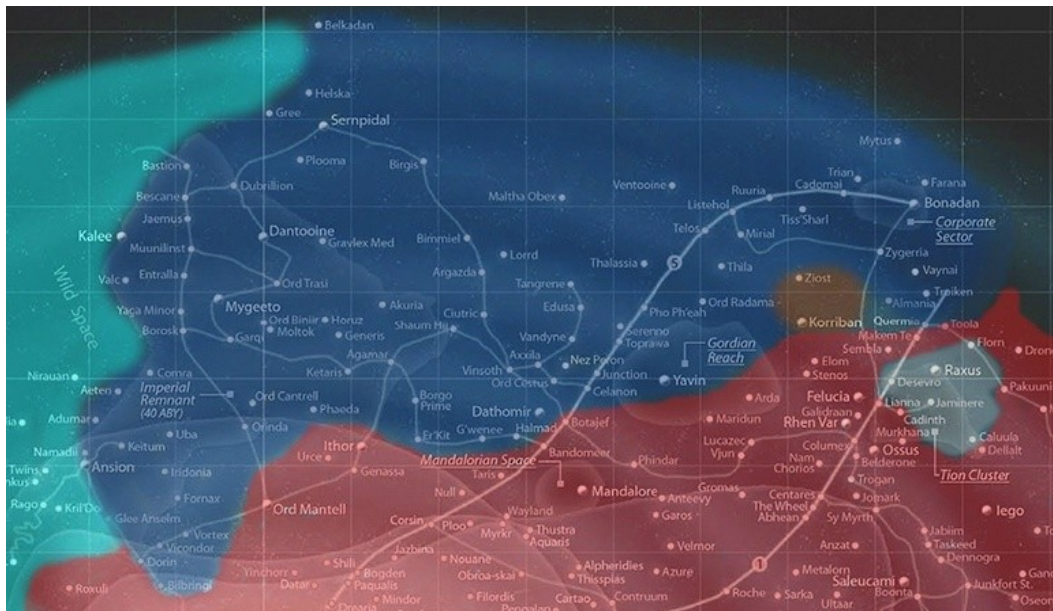 Belkadan
Helska
Gree
Sernpidal
Mytus
Plooma
Birgis
Bastion
Dubrillion
Ventooine
Trian
Cadomai
Farana
Bescane
Maltha Obex
Ruuria
Listehol
Bonadan
Jaemus
Tiss'Sharl
Corporate
Sector
Kalee
Dantooine
Gravlex Med
Bimmiel
Telos
Mirial
Muunilinst
Lorrd
Zygerria
Thalassia
Thila
Vaynai
Wild Space
Valc
Entralla
Ord Trasi
Argazda
Tangrene
Ziost
Troiken
Almania
Mygeeto
Akuria
Edusa
Ord Radama
Yaga Minor
Ciutric
Pho Ph'eah
5
Ord Biniir
Horuz
Moltok
Shaum Hii
Serenno
Korriban
Quermia
Toola
Borosk
Garqi
Generis
Vandyne
Toprawa
Gordian
Reach
Makem Te
Florn
Sembla
Agamar
Axxila
Nez Peron
Elom
Vinsoth
Junction
Stenos
Raxus
Nirauan
Comra
Ketaris
Ord Cestus
Celanon
Yavin
Desevro
Pakuuni
Aeten
Imperial
Remnant
(40 ABY)
Ord Cantrell
Phaeda
Borgo
Prime
Dathomir
Arda
Felucia
Lianna
Jaminere
Galidraan
Cadinth
Adumar
Maridun
Rhen Var
Murkhana
Botajef
Orinda
G'wenee
Halmad
Uba
Er'Kit
Keitum
Ithor
Lucazec
Vjun
Columex
Ossus
Caluula
Dellalt
Namadii
Urce
Bandomeer
Ansion
Iridonia
Genassa
Mandalorian Space
Phindar
Nam
Chorios
Belderone
Tion Cluster
Twins
Taris
Trogan
Fornax
Null
Mandalore
Anteevy
Gromas
Centares
Jomark
Rago
Kril'Dor
Glee Anselm
Ord Mantell
Wayland
Garos
The Wheel
Abhean
Sy Myrth
Iego
Corsin
Ploo
Myrkr
Thustra
Aquaris
Vortex
Vicondor
Jabiim
Taskeed
Dorin
Jazbina
Nouane
Velmor
Anzat
Dennogra
Shili
Alpheridies
Thisspias
Azure
1
Metalorn
Saleucami
Roxuli
Bilbringi
Yinchorr
Datar
Bogden
Paqualis
Obroa-skai
Junkfort St.
Mindor
Filordis
Cartao
Contruum
Roche
Sarka
Ultaar
Boonta
Drearia
Pengalan